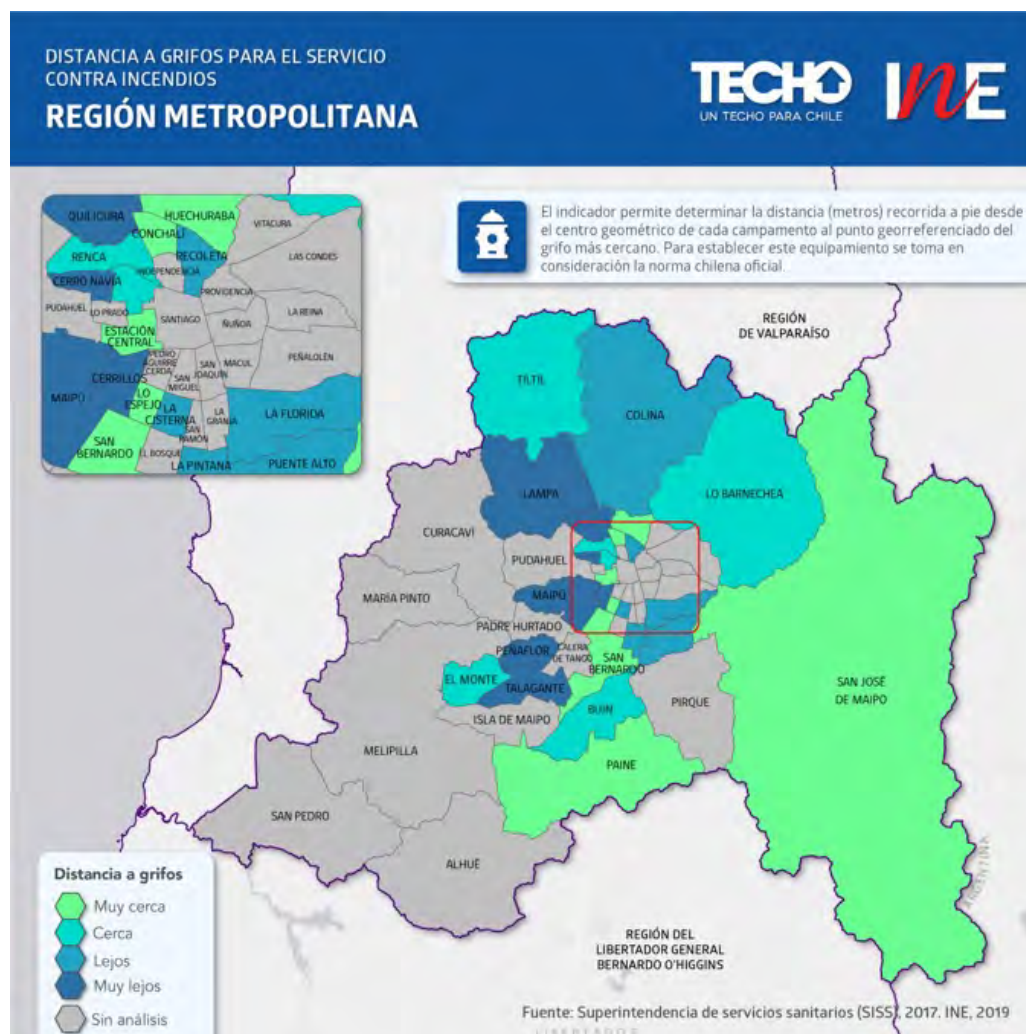 DISTANCIA A GRIFOS PARA EL SERVICIO
CONTRA INCENDIOS
REGIÓN METROPOLITANA
TECHO
UN TECHO PARA CHILE
INE
El indicador permite determinar la distancia (metros) recorrida a pie desde
el centro geométrico de cada campamento al punto georreferenciado del
grifo más cercano. Para establecer este equipamiento se toma en
consideración la norma chilena oficial.
QUILICURA
HUECHURABA
VITACURA
CONCHALÍ
RENCA
RECOLETA
LAS CONDES
INDEPENDENCIA
CERRO NAVIA
PROVIDENCIA
PUDAHUEL
LO PRADO
SANTIAGO
LA REINA
ÑUÑOA
ESTACIÓN
CENTRAL
PEDRO
AGUIRRE
CERDA
SAN
JOAQUÍN
MACUL
PEÑALOLÉN
CERRILLOS
SAN
MIGUEL
MAIPÚ
LO
ESPEJO
LA
CISTERNA
LA
GRANJA
LA FLORIDA
SAN
RAMÓN
SAN
BERNARDO
EL BOSQUE
LA PINTANA
PUENTE ALTO
REGIÓN
DE VALPARAÍSO
TILTIL
COLINA
LAMPA
LO BARNECHEA
CURACAVÍ
PUDAHUEL
MARÍA PINTO
MAIPÚ
PADRE HURTADO
PEÑAFLOR
CALERA
DE TANGO
SAN
BERNARDO
EL MONTE
TALAGANTE
SAN JOSÉ
DE MAIPO
BUIN
PIRQUE
ISLA DE MAIPO
MELIPILLA
PAINE
SAN PEDRO
ALHUÉ
ARGENTINA
Distancia a grifos
Muy cerca
Cerca
Lejos
Muy lejos
Sin análisis
REGIÓN DEL
LIBERTADOR GENERAL
BERNARDO O'HIGGINS
Fuente: Superintendencia de servicios sanitarios (SISS), 2017. INE, 2019